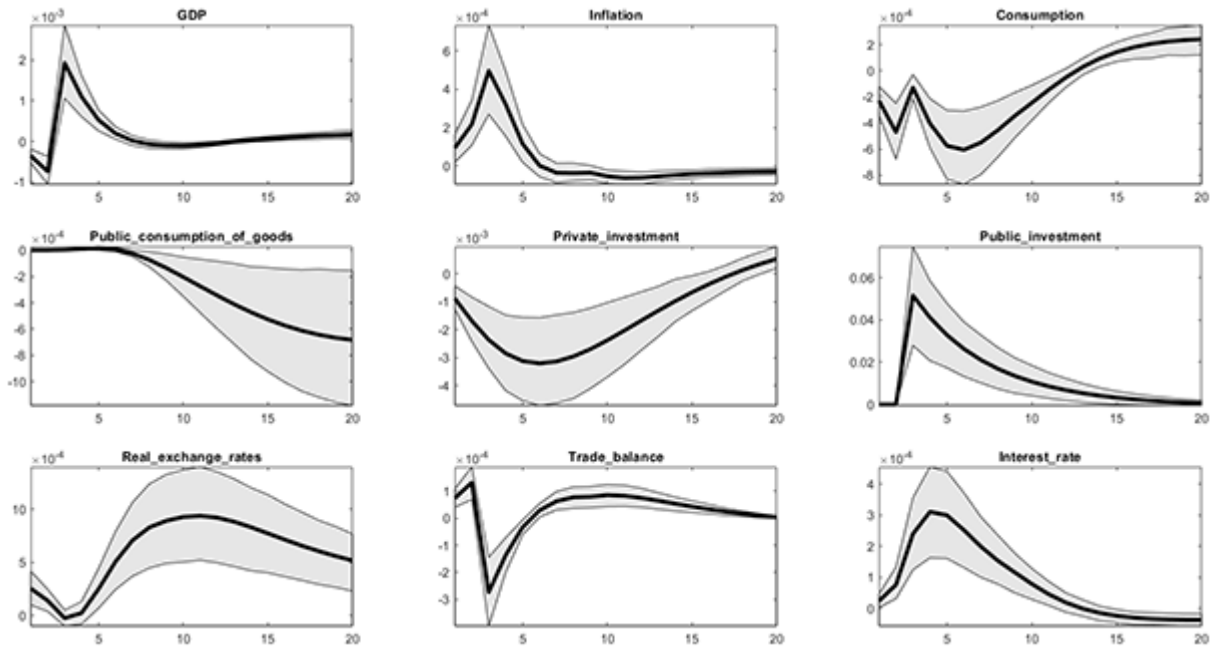 GDP
×10⁻³
2
1
0
-1
5 10 15 20
Inflation
×10⁻⁴
6
4
2
0
5 10 15 20
Consumption
×10⁻⁴
2
0
-2
-4
-6
-8
5 10 15 20
Public_consumption_of_goods
×10⁻⁴
0
-2
-4
-6
-8
-10
5 10 15 20
Private_investment
×10⁻³
0
-1
-2
-3
-4
5 10 15 20
Public_investment
0.06
0.04
0.02
0
5 10 15 20
Real_exchange_rates
×10⁻⁴
10
5
0
5 10 15 20
Trade_balance
×10⁻⁴
1
0
-1
-2
-3
5 10 15 20
Interest_rate
×10⁻⁴
4
3
2
1
0
5 10 15 20